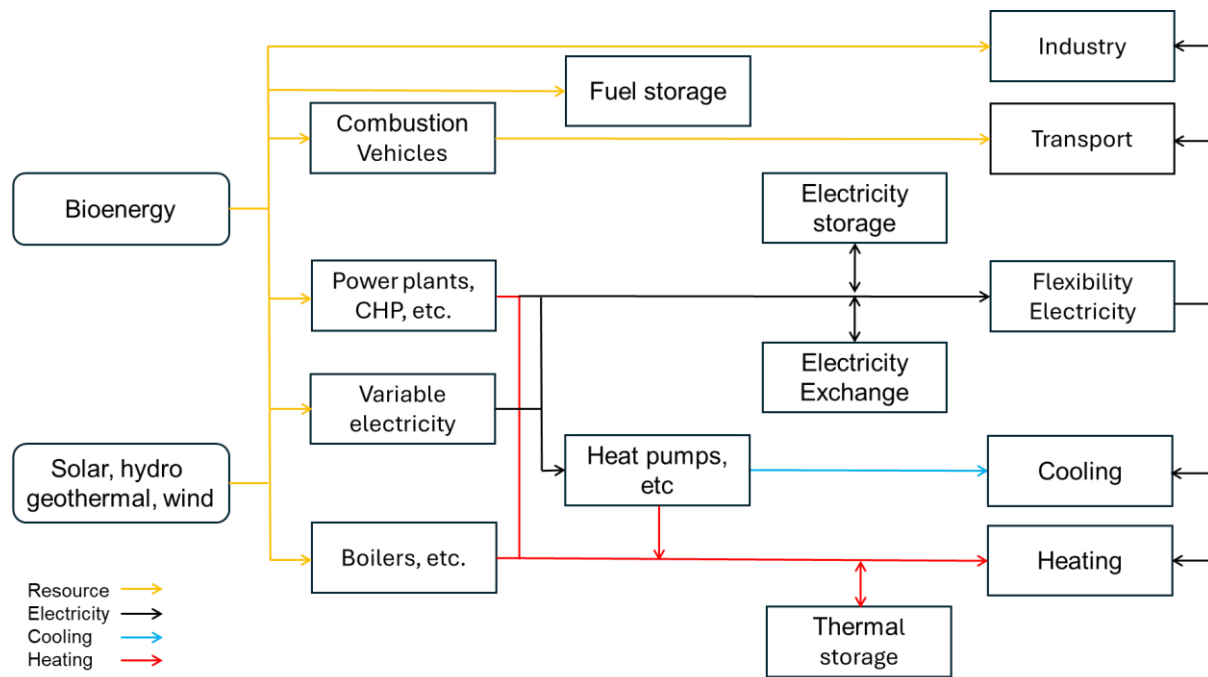 Industry
Fuel storage
Combustion
Vehicles
Transport
Bioenergy
Electricity
storage
Power plants,
CHP, etc.
Flexibility
Electricity
Electricity
Exchange
Variable
electricity
Solar, hydro
geothermal, wind
Heat pumps,
etc
Cooling
Boilers, etc.
Heating
Thermal
storage
Resource
Electricity
Cooling
Heating